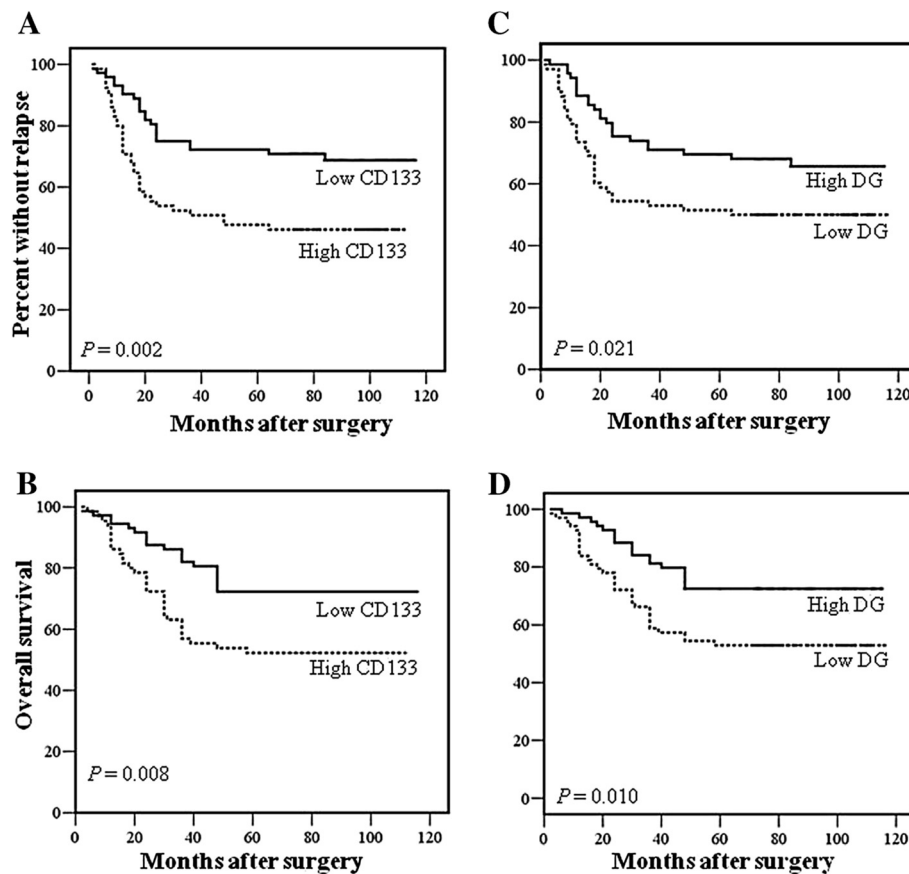 A
Percent without relapse
100
80
60
40
20
0
Low CD133
High CD133
P = 0.002
0 20 40 60 80 100 120
Months after surgery
C
100
80
60
40
20
0
High DG
Low DG
P = 0.021
0 20 40 60 80 100 120
Months after surgery
B
Overall survival
100
80
60
40
20
0
Low CD133
High CD133
P = 0.008
0 20 40 60 80 100 120
Months after surgery
D
100
80
60
40
20
0
High DG
Low DG
P = 0.010
0 20 40 60 80 100 120
Months after surgery